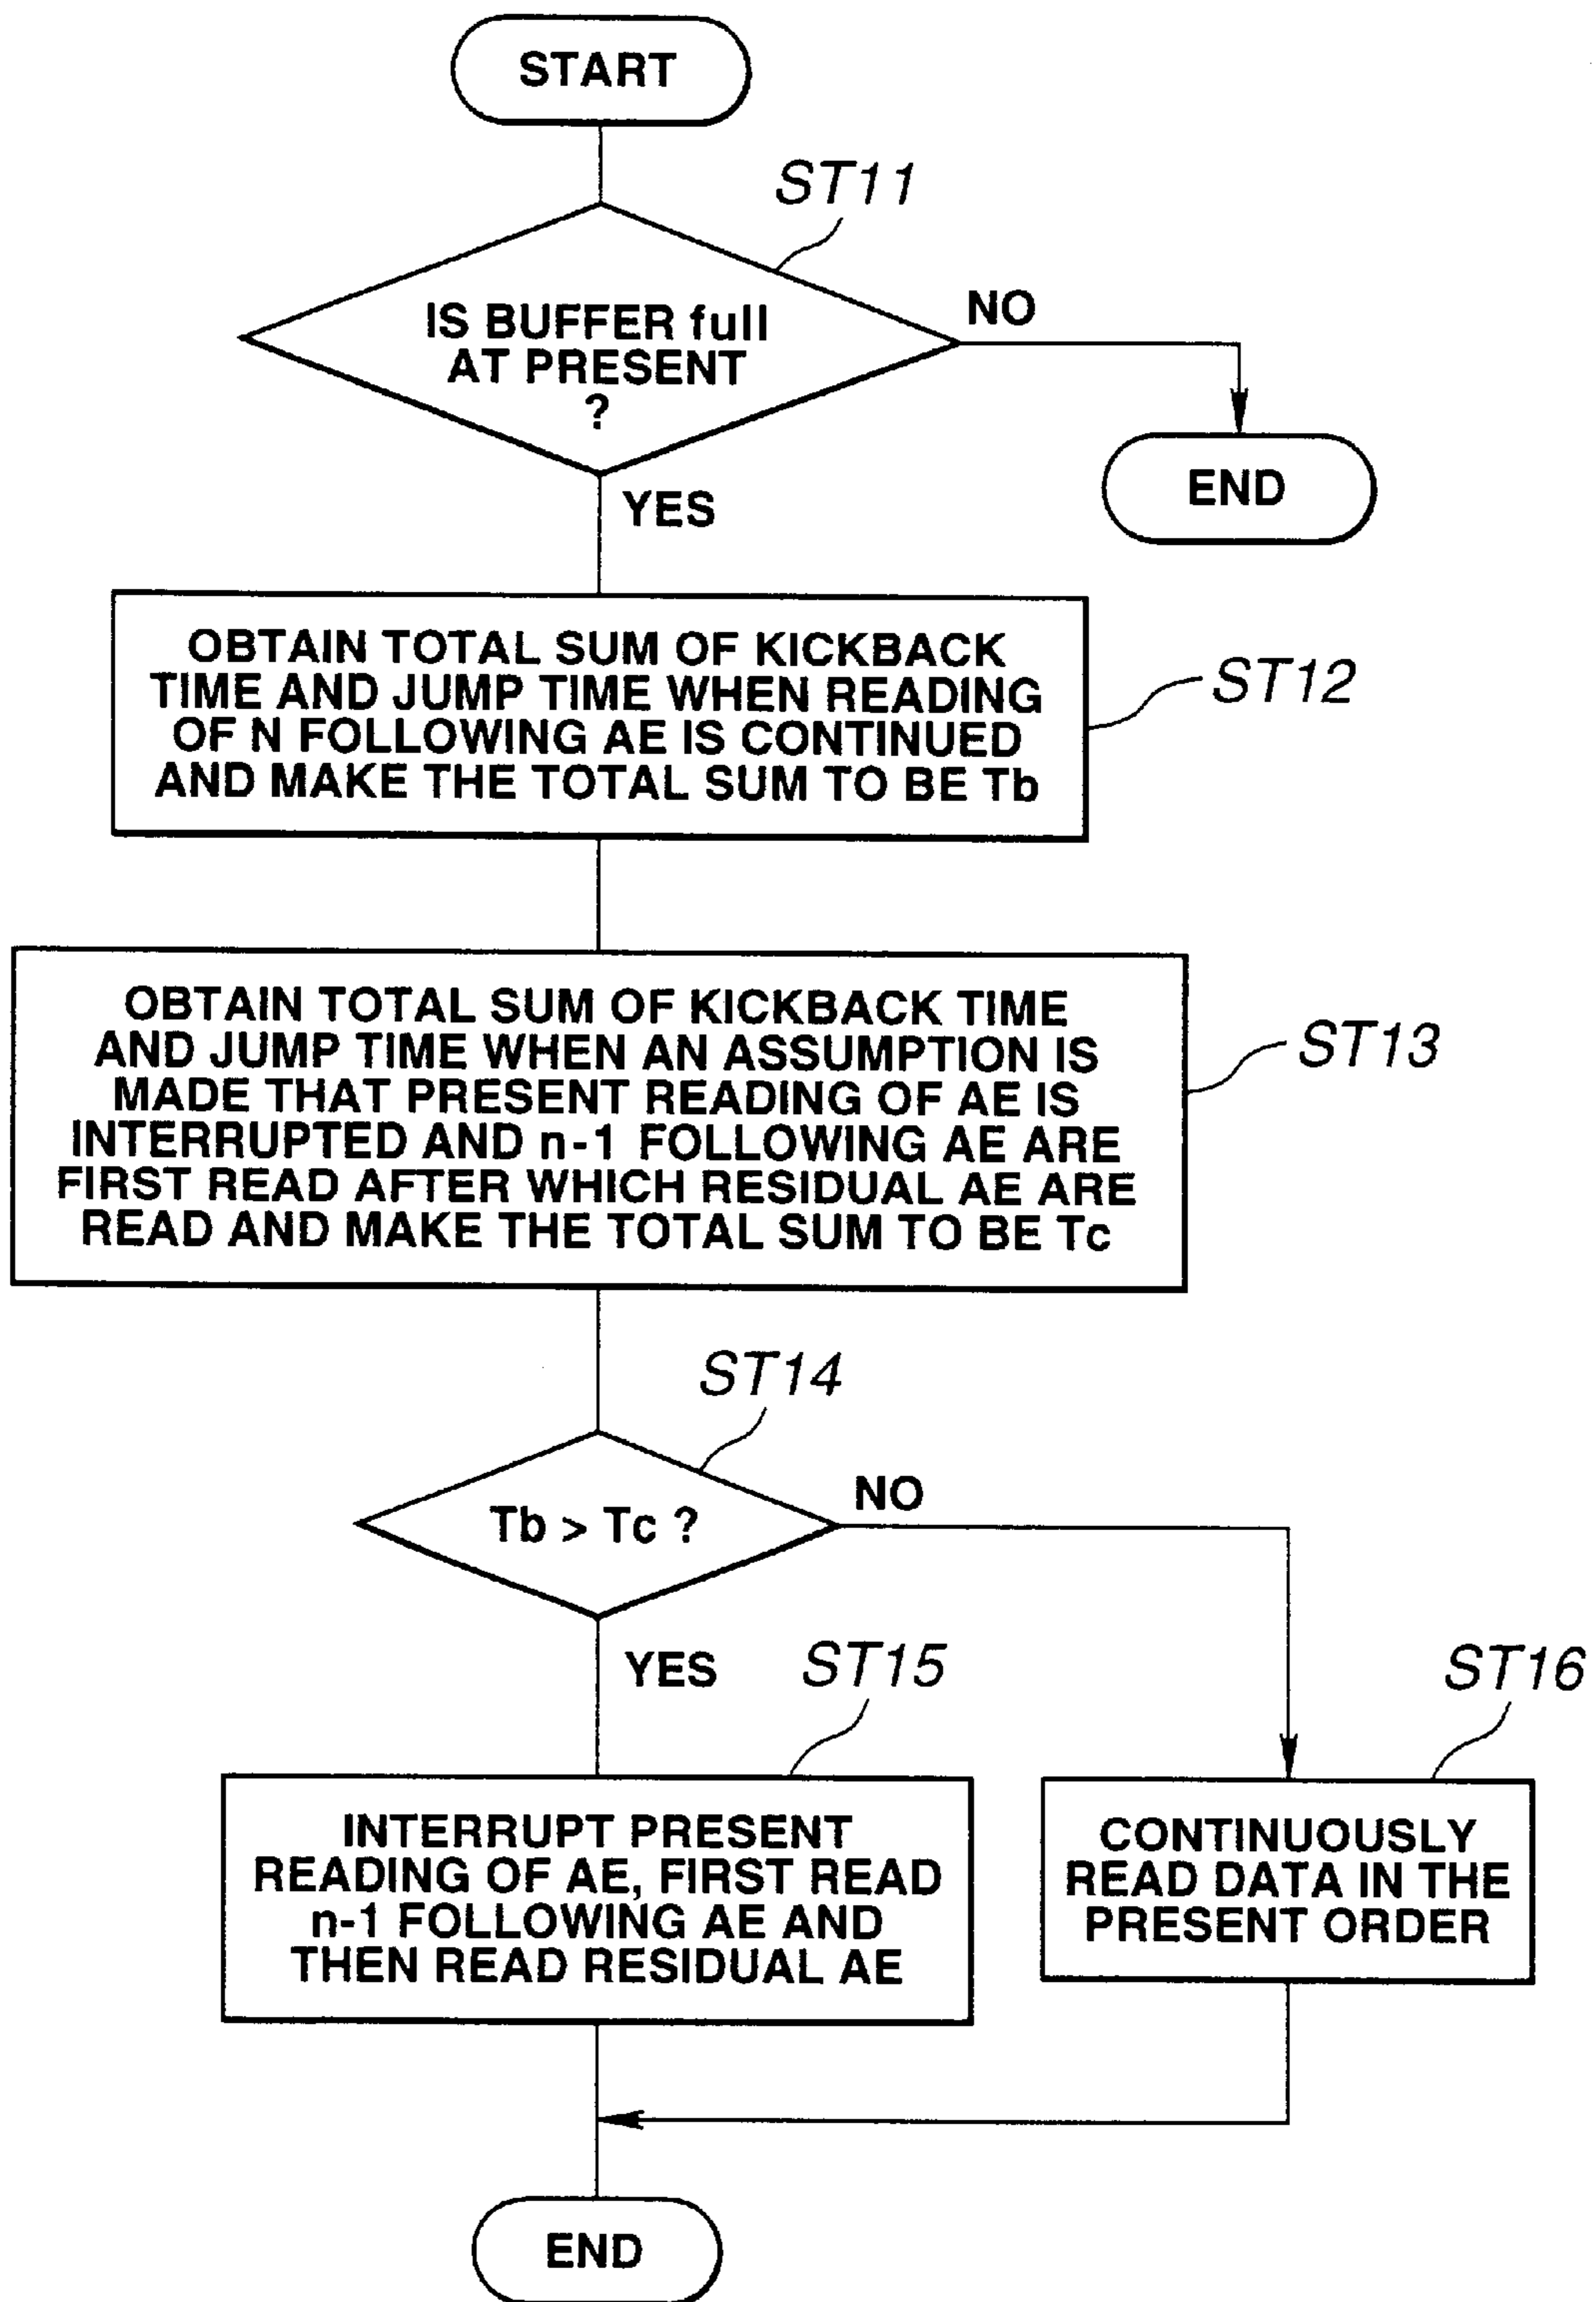 START
ST11
IS BUFFER full
AT PRESENT
?
NO
END
YES
OBTAIN TOTAL SUM OF KICKBACK
TIME AND JUMP TIME WHEN READING
OF N FOLLOWING AE IS CONTINUED
AND MAKE THE TOTAL SUM TO BE Tb
ST12
OBTAIN TOTAL SUM OF KICKBACK TIME
AND JUMP TIME WHEN AN ASSUMPTION IS
MADE THAT PRESENT READING OF AE IS
INTERRUPTED AND n-1 FOLLOWING AE ARE
FIRST READ AFTER WHICH RESIDUAL AE ARE
READ AND MAKE THE TOTAL SUM TO BE Tc
ST13
ST14
Tb > Tc ?
NO
YES
ST15
ST16
INTERRUPT PRESENT
READING OF AE, FIRST READ
n-1 FOLLOWING AE AND
THEN READ RESIDUAL AE
CONTINUOUSLY
READ DATA IN THE
PRESENT ORDER
END